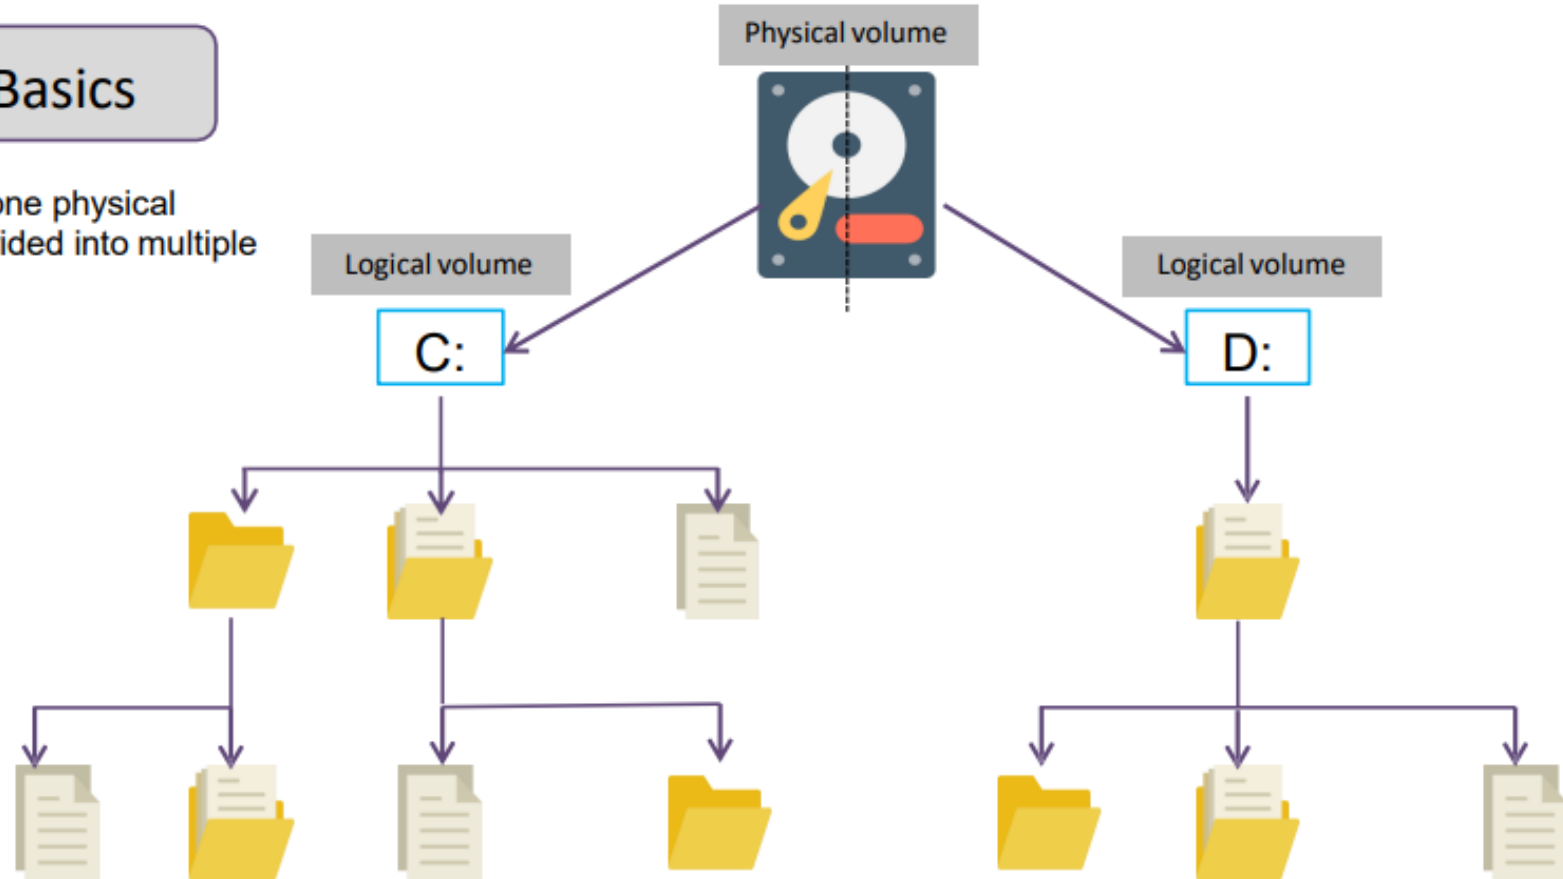 Physical volume
Basics
one physical
ided into multiple
Logical volume
Logical volume
C:
D: